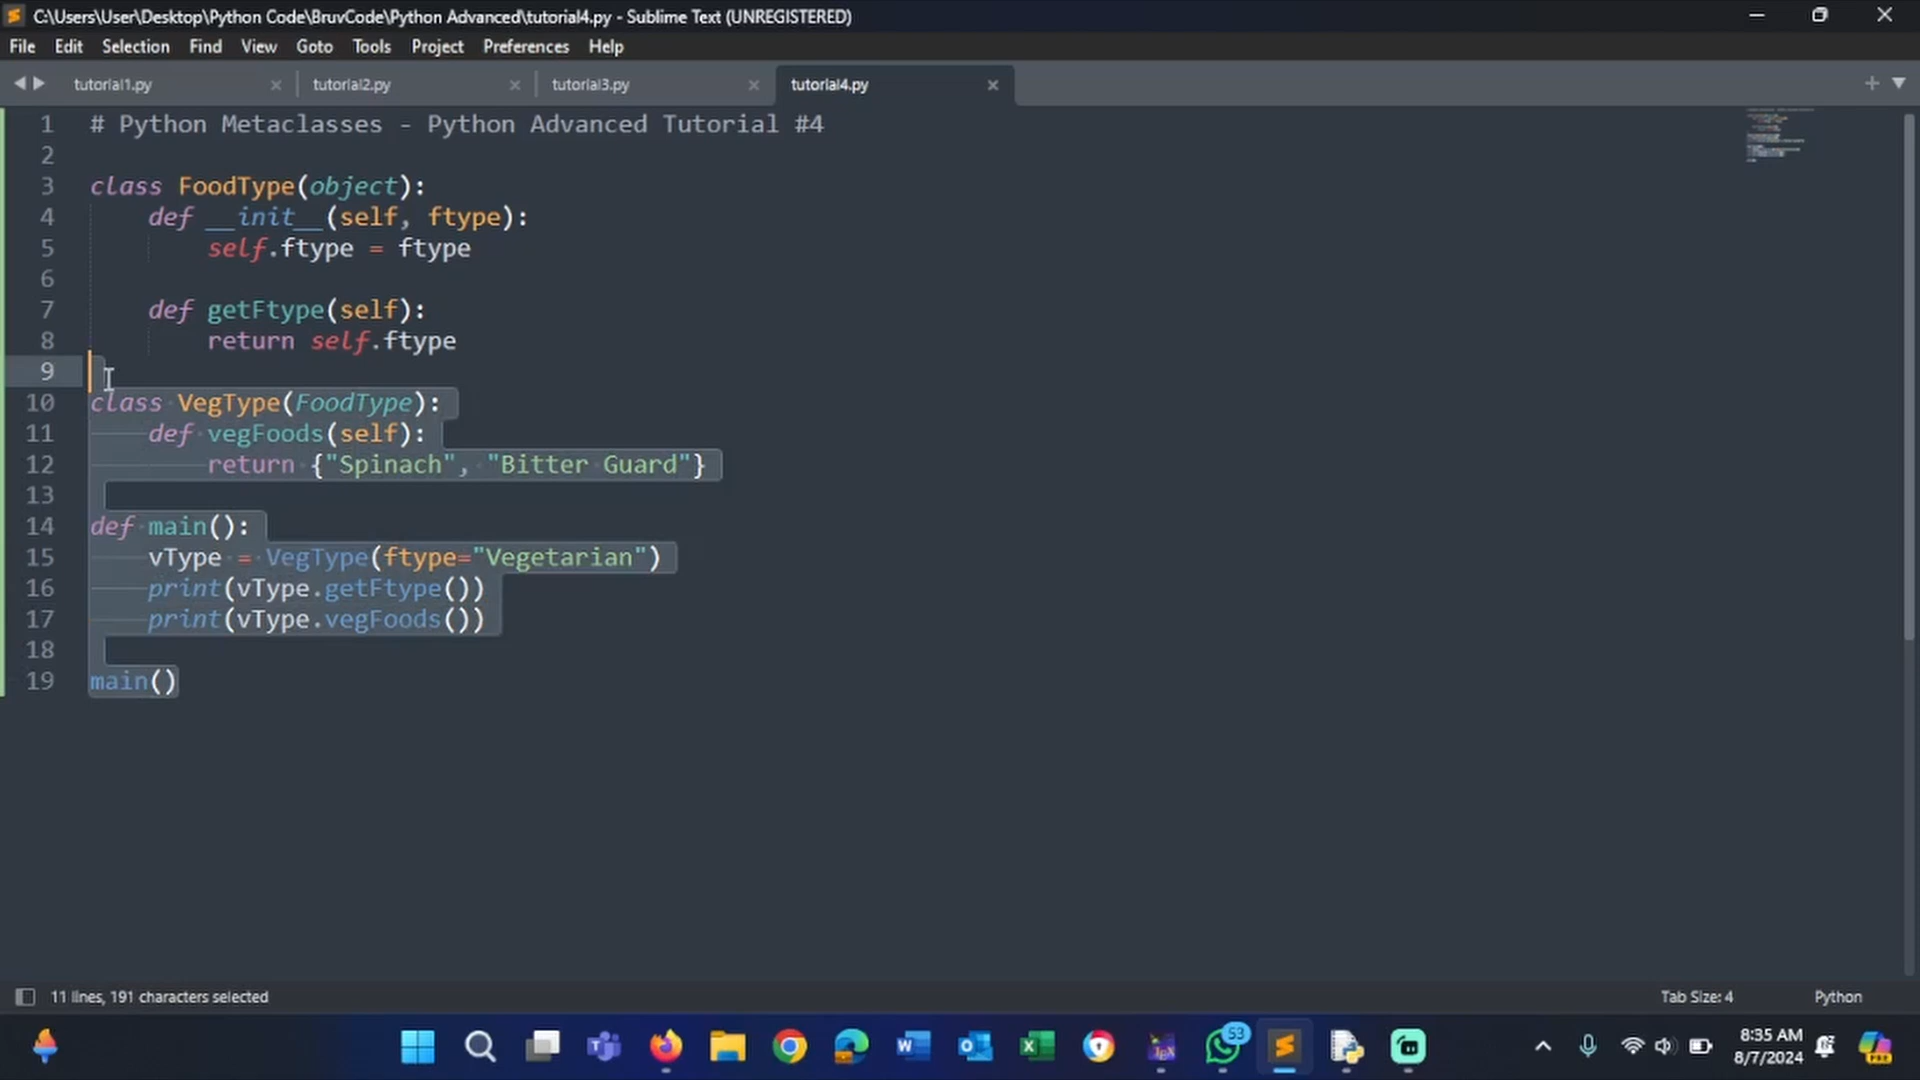 C:\Users\User\Desktop\Python Code\BruvCode\Python Advanced\tutorial4.py - Sublime Text (UNREGISTERED)
File Edit Selection Find View Goto Tools Project Preferences Help
tutorial1.py tutorial2.py tutorial3.py tutorial4.py
1 # Python Metaclasses - Python Advanced Tutorial #4
2
3 class FoodType(object):
4 def __init__(self, ftype):
5 self.ftype = ftype
6
7 def getFtype(self):
8 return self.ftype
9
10 class VegType(FoodType):
11 def vegFoods(self):
12 return {"Spinach", "Bitter Guard"}
13
14 def main():
15 vType = VegType(ftype="Vegetarian")
16 print(vType.getFtype())
17 print(vType.vegFoods())
18
19 main()
11 lines, 191 characters selected
Tab Size: 4
Python
53
8:35 AM
8/7/2024